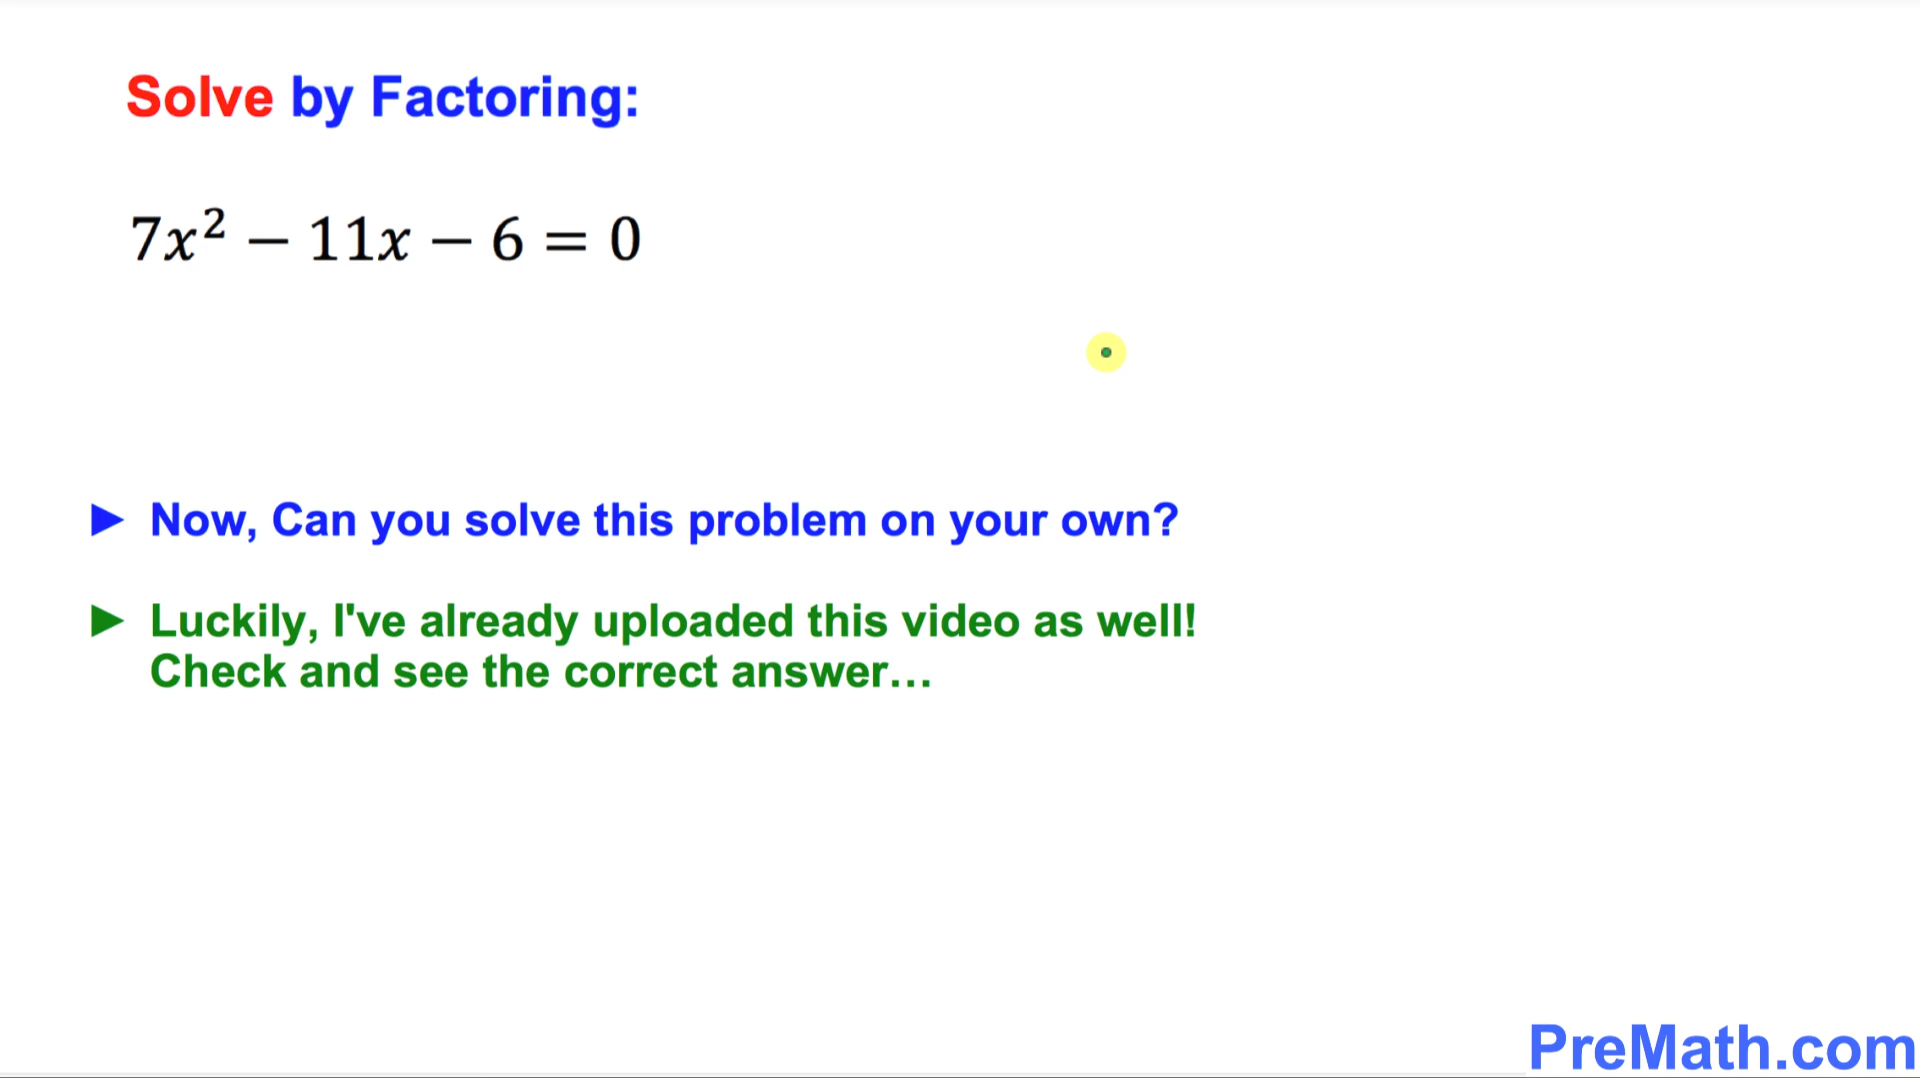 Solve by Factoring:
7x² − 11x − 6 = 0
► Now, Can you solve this problem on your own?
► Luckily, I've already uploaded this video as well!
Check and see the correct answer...
PreMath.com